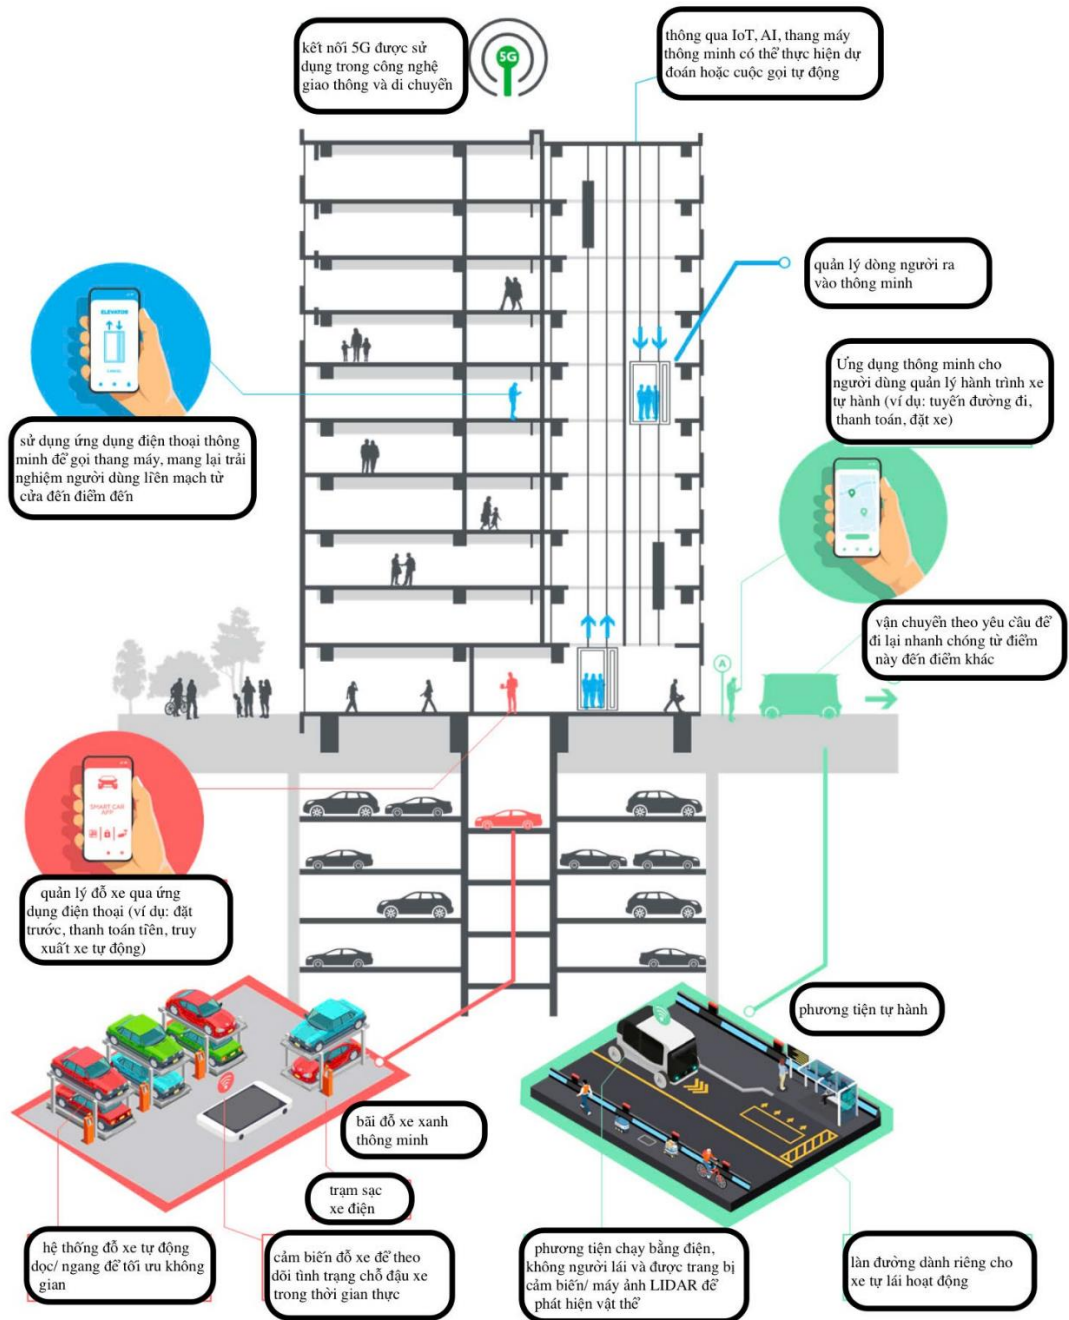 kết nối 5G được sử
dụng trong công nghệ
giao thông và di chuyển
5G
thông qua IoT, AI, thang máy
thông minh có thể thực hiện dự
đoán hoặc cuộc gọi tự động
quản lý dòng người ra
vào thông minh
ELEVATOR
sử dụng ứng dụng điện thoại thông
minh để gọi thang máy, mang lại trải
nghiệm người dùng liền mạch từ
cửa đến điểm đến
Ứng dụng thông minh cho
người dùng quản lý hành trình xe
tự hành (ví dụ: tuyến đường đi,
thanh toán, đặt xe)
vận chuyển theo yêu cầu để
đi lại nhanh chóng từ điểm
này đến điểm khác
A
SMART CAR
APP
quản lý đỗ xe qua ứng
dụng điện thoại (ví dụ: đặt
trước, thanh toán tiền, truy
xuất xe tự động)
phương tiện tự hành
bãi đỗ xe xanh
thông minh
trạm sạc
xe điện
hệ thống đỗ xe tự động
dọc/ ngang để tối ưu không
gian
cảm biến đỗ xe để theo
dõi tình trạng chỗ đậu xe
trong thời gian thực
phương tiện chạy bằng điện,
không người lái và được trang bị
cảm biến/ máy ảnh LIDAR để
phát hiện vật thể
làn đường dành riêng cho
xe tự lái hoạt động